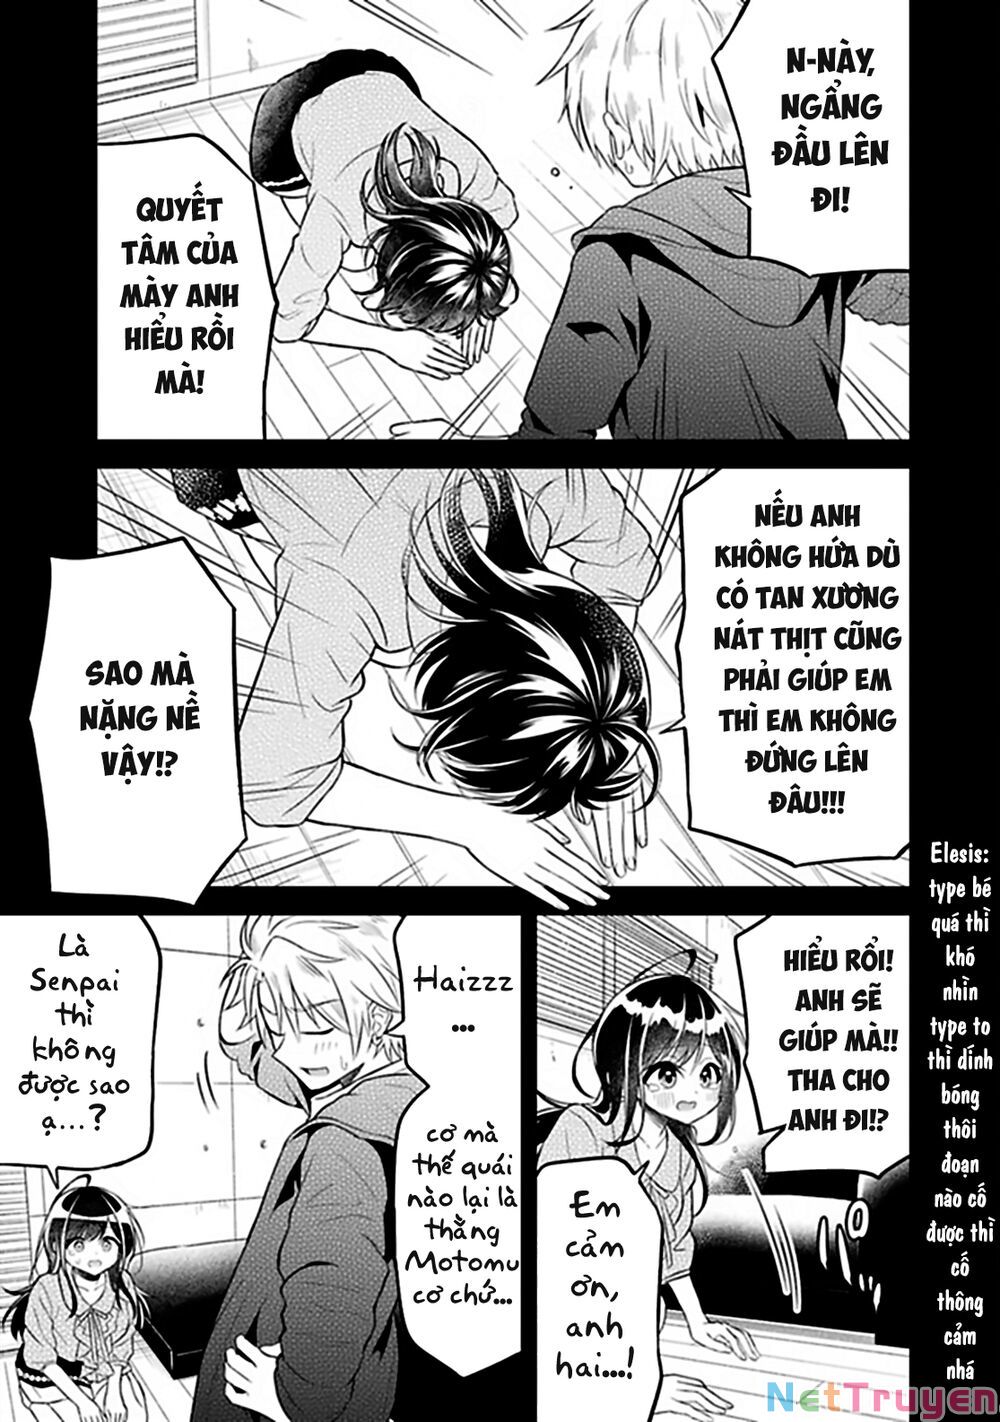 N-NÀY,
NGẨNG
ĐẦU LÊN
ĐI!
QUYẾT
TÂM CỦA
MÀY ANH
HIỂU RỒI
MÀ!
NẾU ANH
KHÔNG HỨA DÙ
CÓ TAN XƯƠNG
NÁT THỊT CŨNG
PHẢI GIÚP EM
THÌ EM KHÔNG
ĐỨNG LÊN
ĐÂU!!!
SAO MÀ
NẶNG NỀ
VẬY!?
HIỂU RỒI!
ANH SẼ
GIÚP MÀ!!
THA CHO
ANH ĐI!?
Em
cảm
ơn,
anh
hai...!
Haizzz
...
cơ mà
thế quái
nào lại là
thằng
Motomu
cơ chứ...
Là
Senpai
thì
không
được sao
ạ...?
Elesis:
type bé
quá thì
khó
nhìn
type to
thì dính
bóng
thôi
đoạn
nào cố
được thì
cố
thông
cảm
nhá
NetTruyen